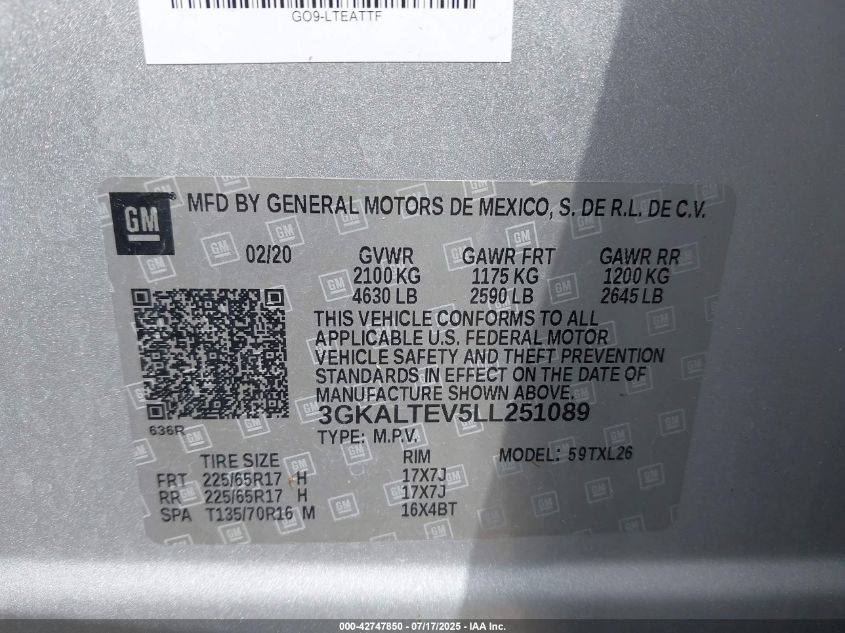 GO9-LTEATTF
GM
MFD BY GENERAL MOTORS DE MEXICO, S. DE R.L. DE C.V.
02/20 GVWR GAWR FRT GAWR RR
2100 KG 1175 KG 1200 KG
4630 LB 2590 LB 2645 LB
THIS VEHICLE CONFORMS TO ALL
APPLICABLE U.S. FEDERAL MOTOR
VEHICLE SAFETY AND THEFT PREVENTION
STANDARDS IN EFFECT ON THE DATE OF
MANUFACTURE SHOWN ABOVE.
3GKALTEV5LL251089
636R
TYPE: M.P.V.
TIRE SIZE RIM MODEL: 59TXL26
FRT 225/65R17 H 17X7J
RR 225/65R17 H 17X7J
SPA T135/70R16 M 16X4BT
000-42747850 / 07/17/2025 - IAA Inc.